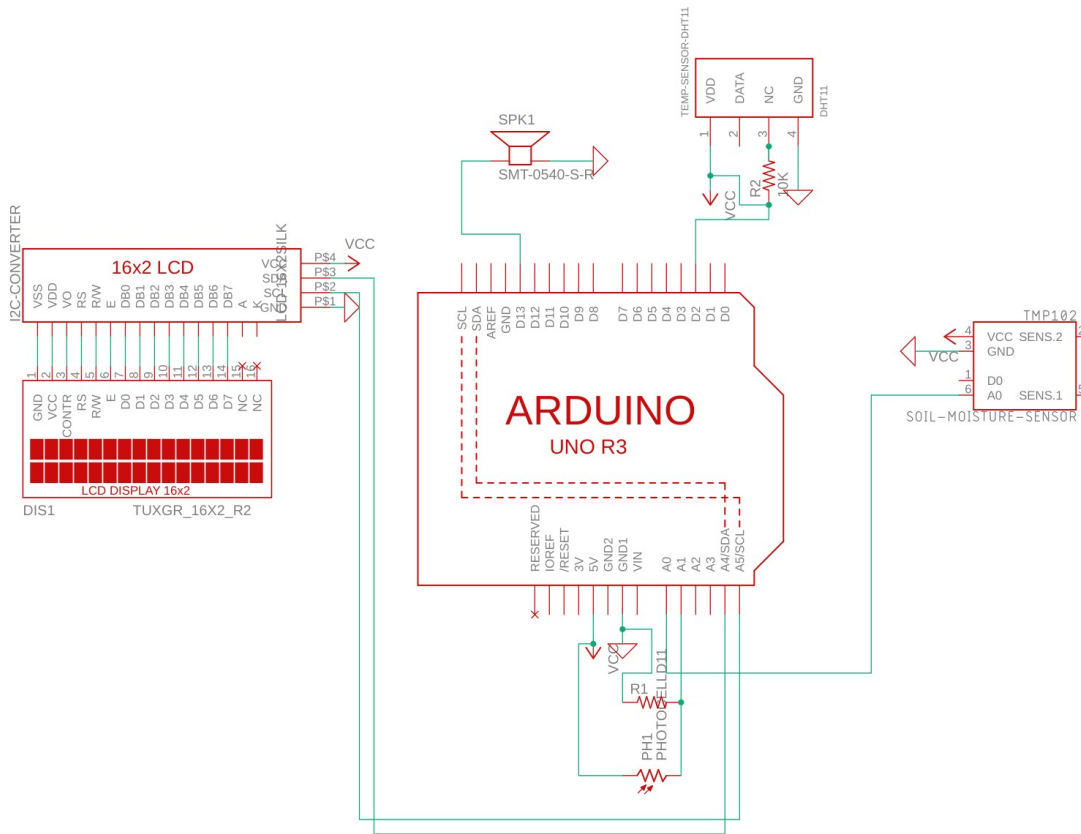 TEMP-SENSOR-DHT11
VDD
DATA
NC
GND
DHT11
1
2
3
4
VCC
R2
10K
SPK1
SMT-0540-S-R
I2C-CONVERTER
16x2 LCD
LCD-16X2SILK
VSS
VDD
VO
RS
R/W
E
DB0
DB1
DB2
DB3
DB4
DB5
DB6
DB7
A
K
SDA
GND
P$4
P$3
P$2
P$1
VCC
1
2
3
4
5
6
7
8
9
10
11
12
13
14
15
16
GND
VCC
CONTR
RS
R/W
E
D0
D1
D2
D3
D4
D5
D6
D7
NC
NC
LCD DISPLAY 16x2
DIS1
TUXGR_16X2_R2
SCL
SDA
AREF
GND
D13
D12
D11
D10
D9
D8
D7
D6
D5
D4
D3
D2
D1
D0
ARDUINO
UNO R3
RESERVED
IOREF
/RESET
3V
5V
GND2
GND1
VIN
A0
A1
A2
A3
A4/SDA
A5/SCL
VCC
R1
PH1
TMP102
4
3
1
6
VCC
GND
D0
A0
SENS.2
SENS.1
VCC
SOIL-MOISTURE-SENSOR